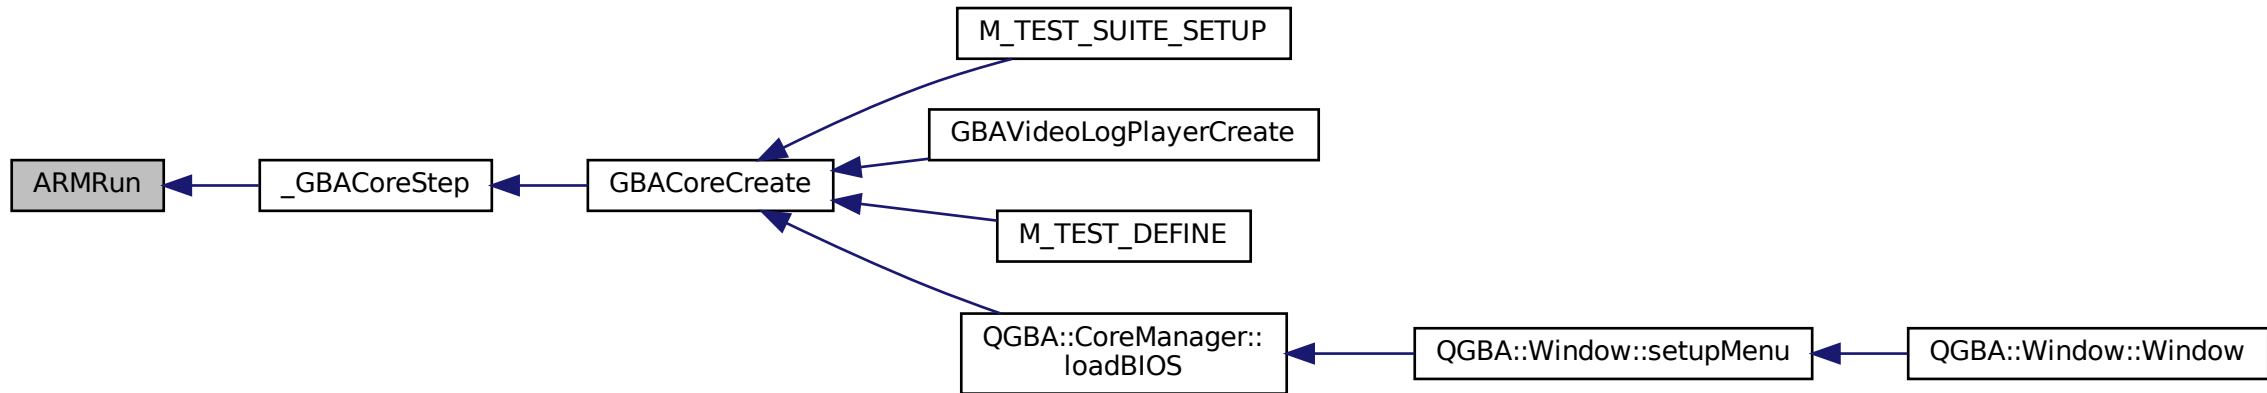 M_TEST_SUITE_SETUP
GBAVideoLogPlayerCreate
ARMRun
_GBACoreStep
GBACoreCreate
M_TEST_DEFINE
QGBA::CoreManager::
loadBIOS
QGBA::Window::setupMenu
QGBA::Window::Window